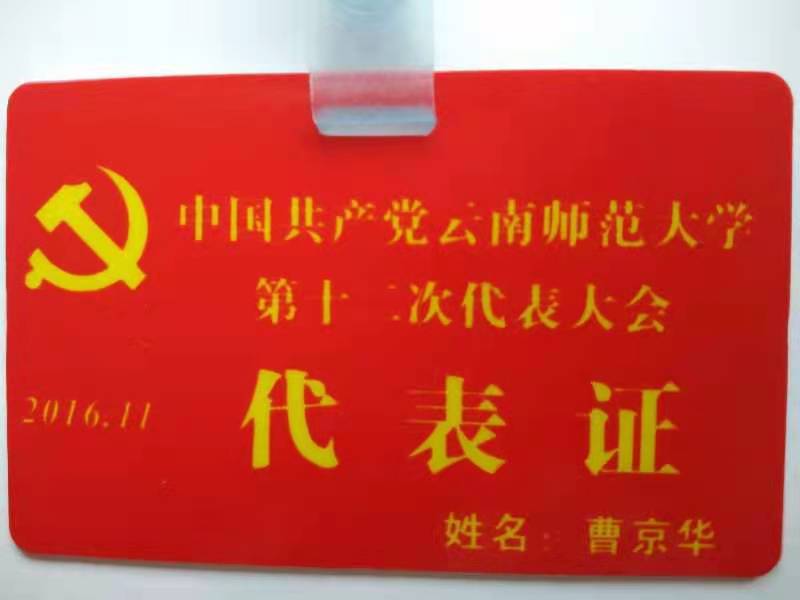 中国共产党云南师范大学
第十二次代表大会
2016.11
代表证
姓名：曹京华